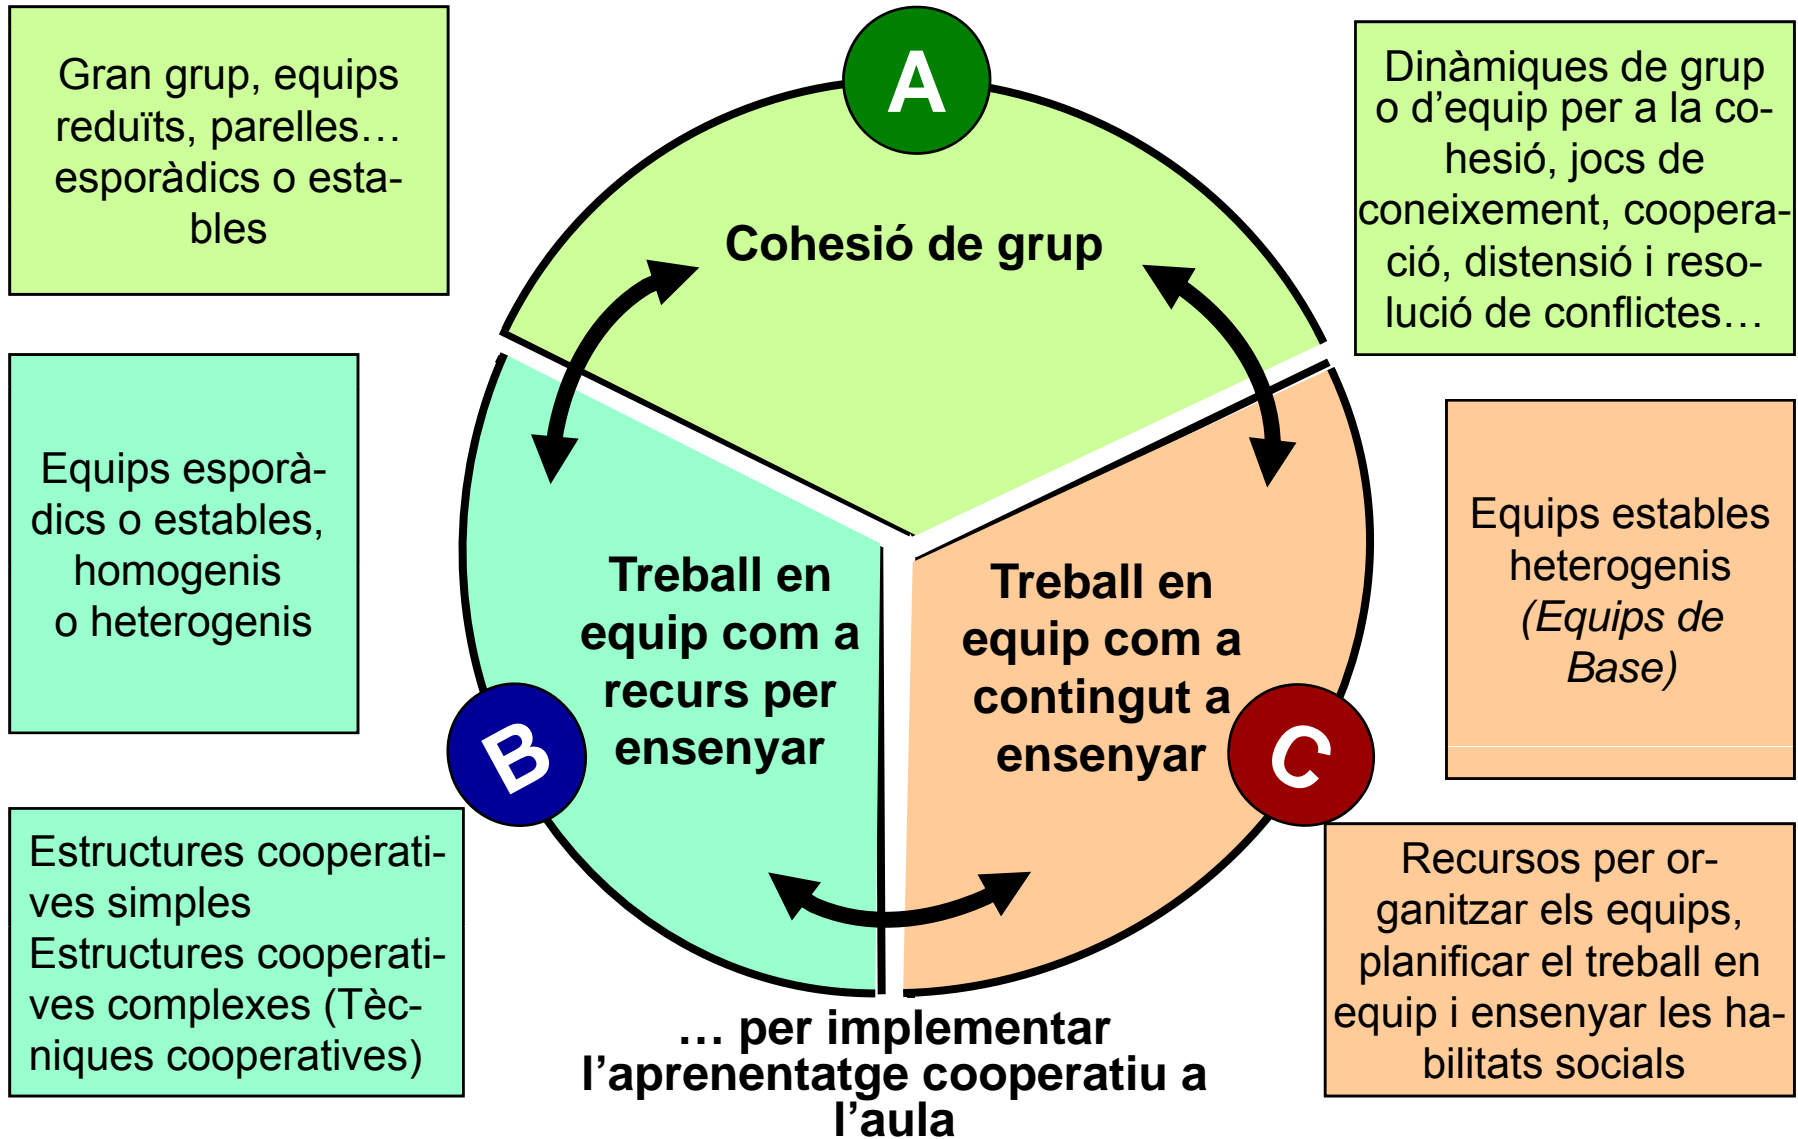 Gran grup, equips
reduïts, parelles…
esporàdics o esta-
bles
A
Dinàmiques de grup
o d’equip per a la co-
hesió, jocs de
coneixement, coopera-
ció, distensió i reso-
lució de conflictes…
Cohesió de grup
Equips esporà-
dics o estables,
homogenis
o heterogenis
Treball en
equip com a
recurs per
ensenyar
B
Treball en
equip com a
contingut a
ensenyar
C
Equips estables
heterogenis
(Equips de
Base)
Estructures cooperati-
ves simples
Estructures cooperati-
ves complexes (Tèc-
niques cooperatives)
Recursos per or-
ganitzar els equips,
planificar el treball en
equip i ensenyar les ha-
bilitats socials
… per implementar
l’aprenentatge cooperatiu a
l’aula